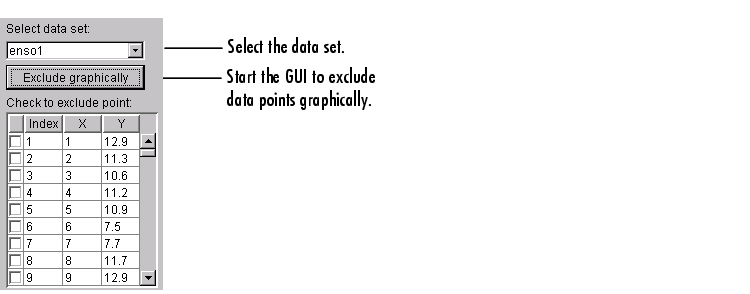 Select data set:
enso1
Select the data set.
Exclude graphically
Start the GUI to exclude
data points graphically.
Check to exclude point:
Index X Y
1 1 12.9
2 2 11.3
3 3 10.6
4 4 11.2
5 5 10.9
6 6 7.5
7 7 7.7
8 8 11.7
9 9 12.9